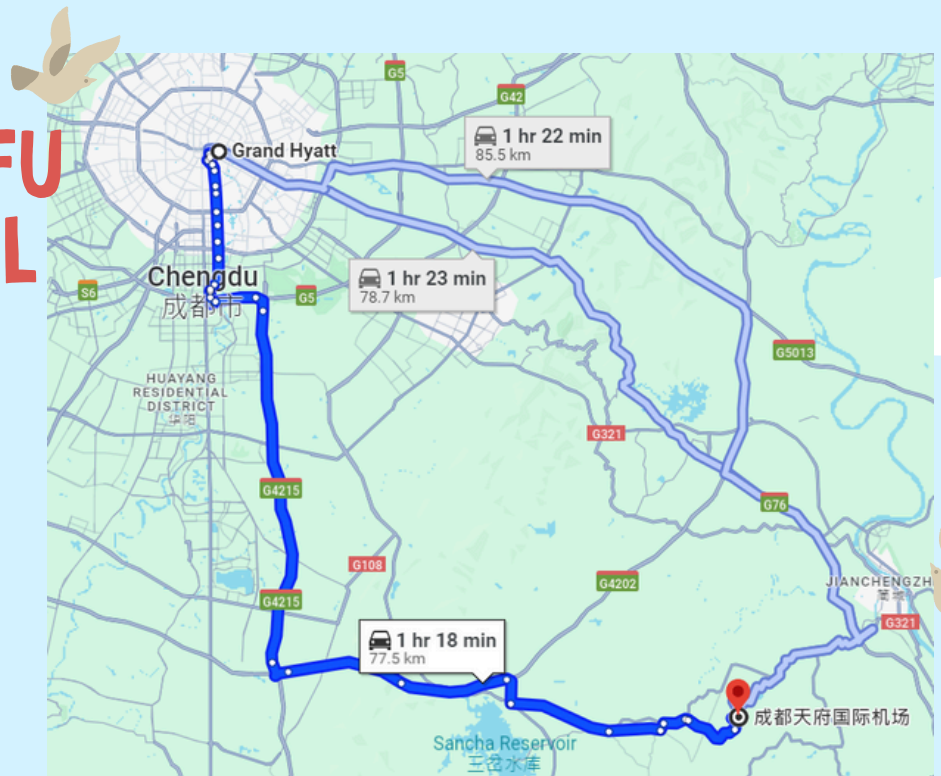 FU
L
G5
G42
1 hr 22 min
85.5 km
Grand Hyatt
1 hr 23 min
78.7 km
Chengdu
成都市
S6
G5
G5013
HUAYANG
RESIDENTIAL
DISTRICT
华阳
G321
G4215
G76
G108
G4202
G4215
JIANCHENGZH
G321
1 hr 18 min
77.5 km
成都天府国际机场
Sancha Reservoir
三岔水库